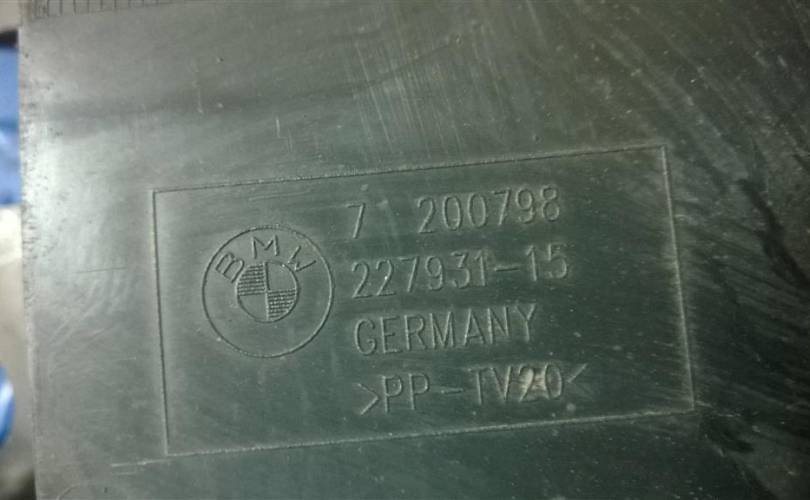 BMW
7 200798
227931-15
GERMANY
>PP-TV20<